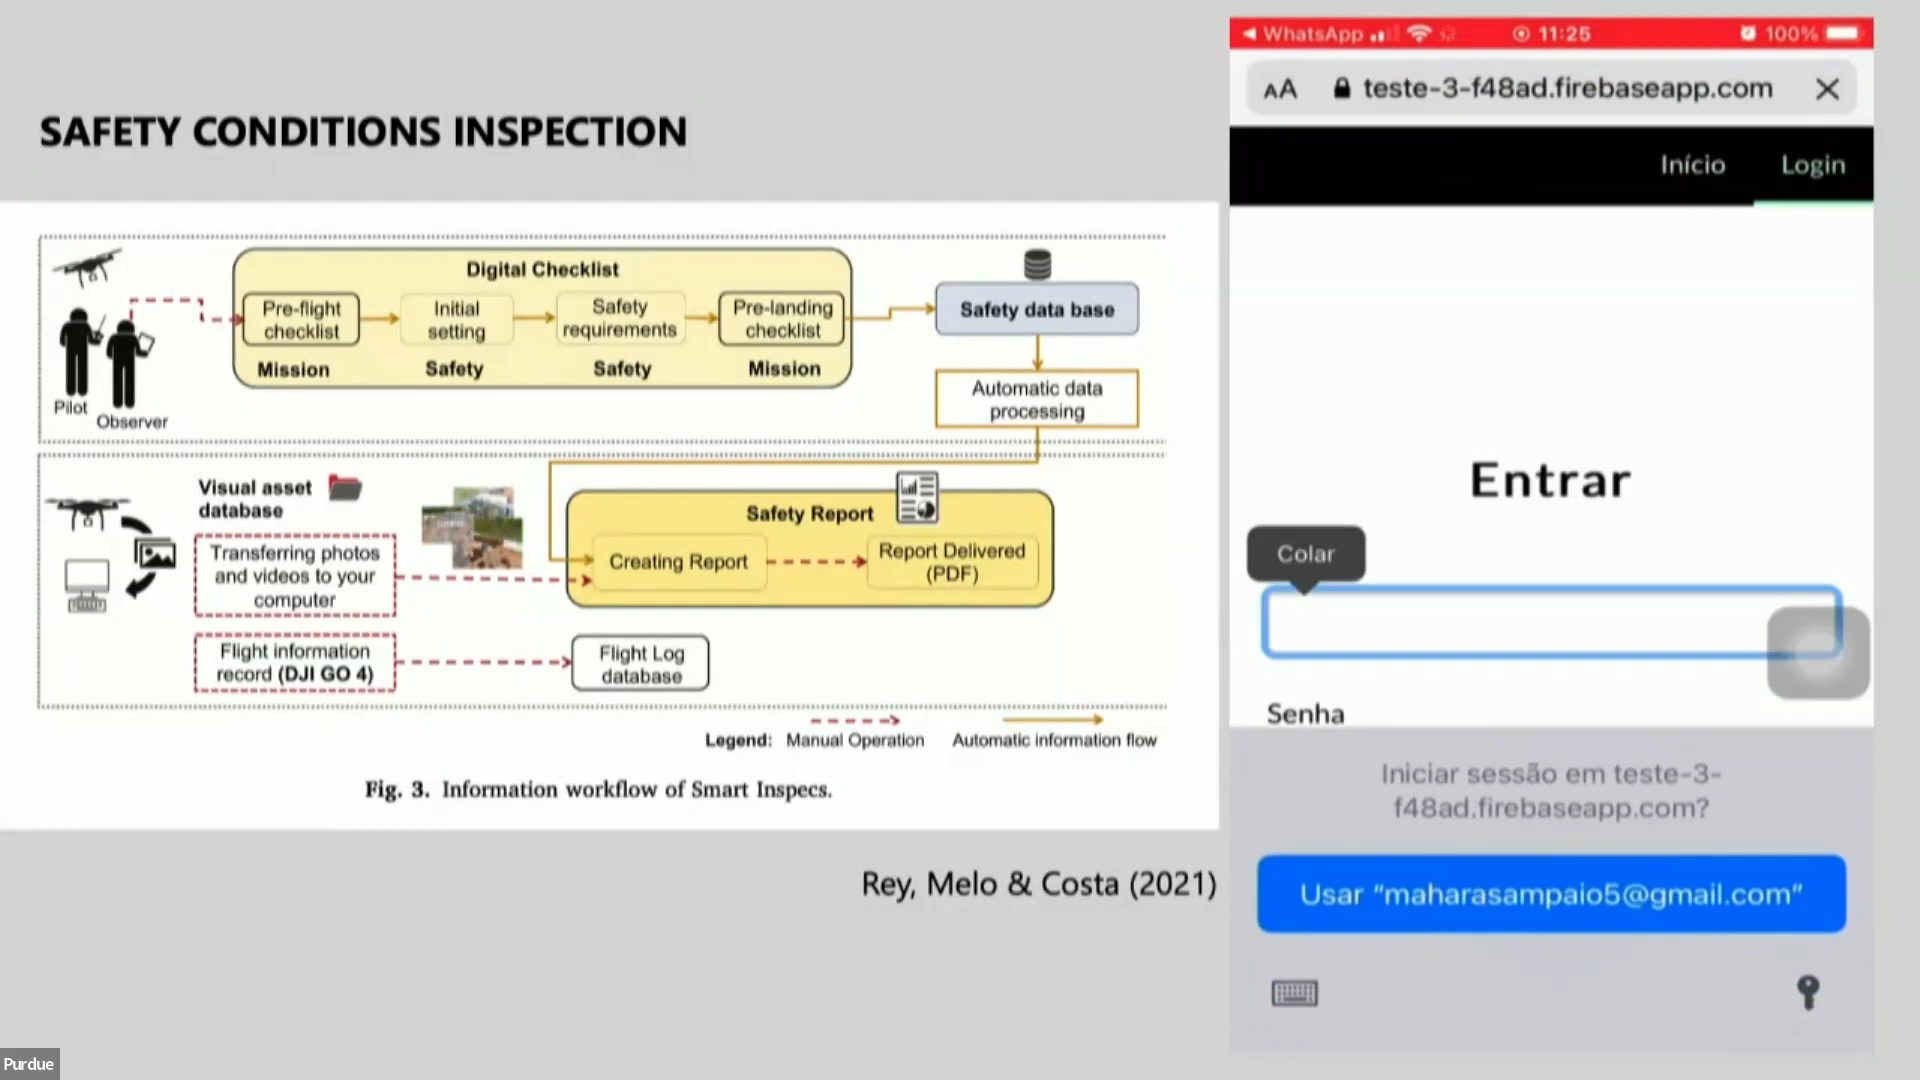 SAFETY CONDITIONS INSPECTION
Digital Checklist
Pre-flight
checklist
Initial
setting
Safety
requirements
Pre-landing
checklist
Mission
Safety
Safety
Mission
Pilot
Observer
Safety data base
Automatic data
processing
Visual asset
database
Transferring photos
and videos to your
computer
Flight information
record (DJI GO 4)
Safety Report
Creating Report
Report Delivered
(PDF)
Flight Log
database
Legend: Manual Operation Automatic information flow
Fig. 3. Information workflow of Smart Inspecs.
Rey, Melo & Costa (2021)
Purdue
WhatsApp 11:25 100%
AA teste-3-f48ad.firebaseapp.com
Início Login
Entrar
Colar
Senha
Iniciar sessão em teste-3-
f48ad.firebaseapp.com?
Usar “maharasampaio5@gmail.com”